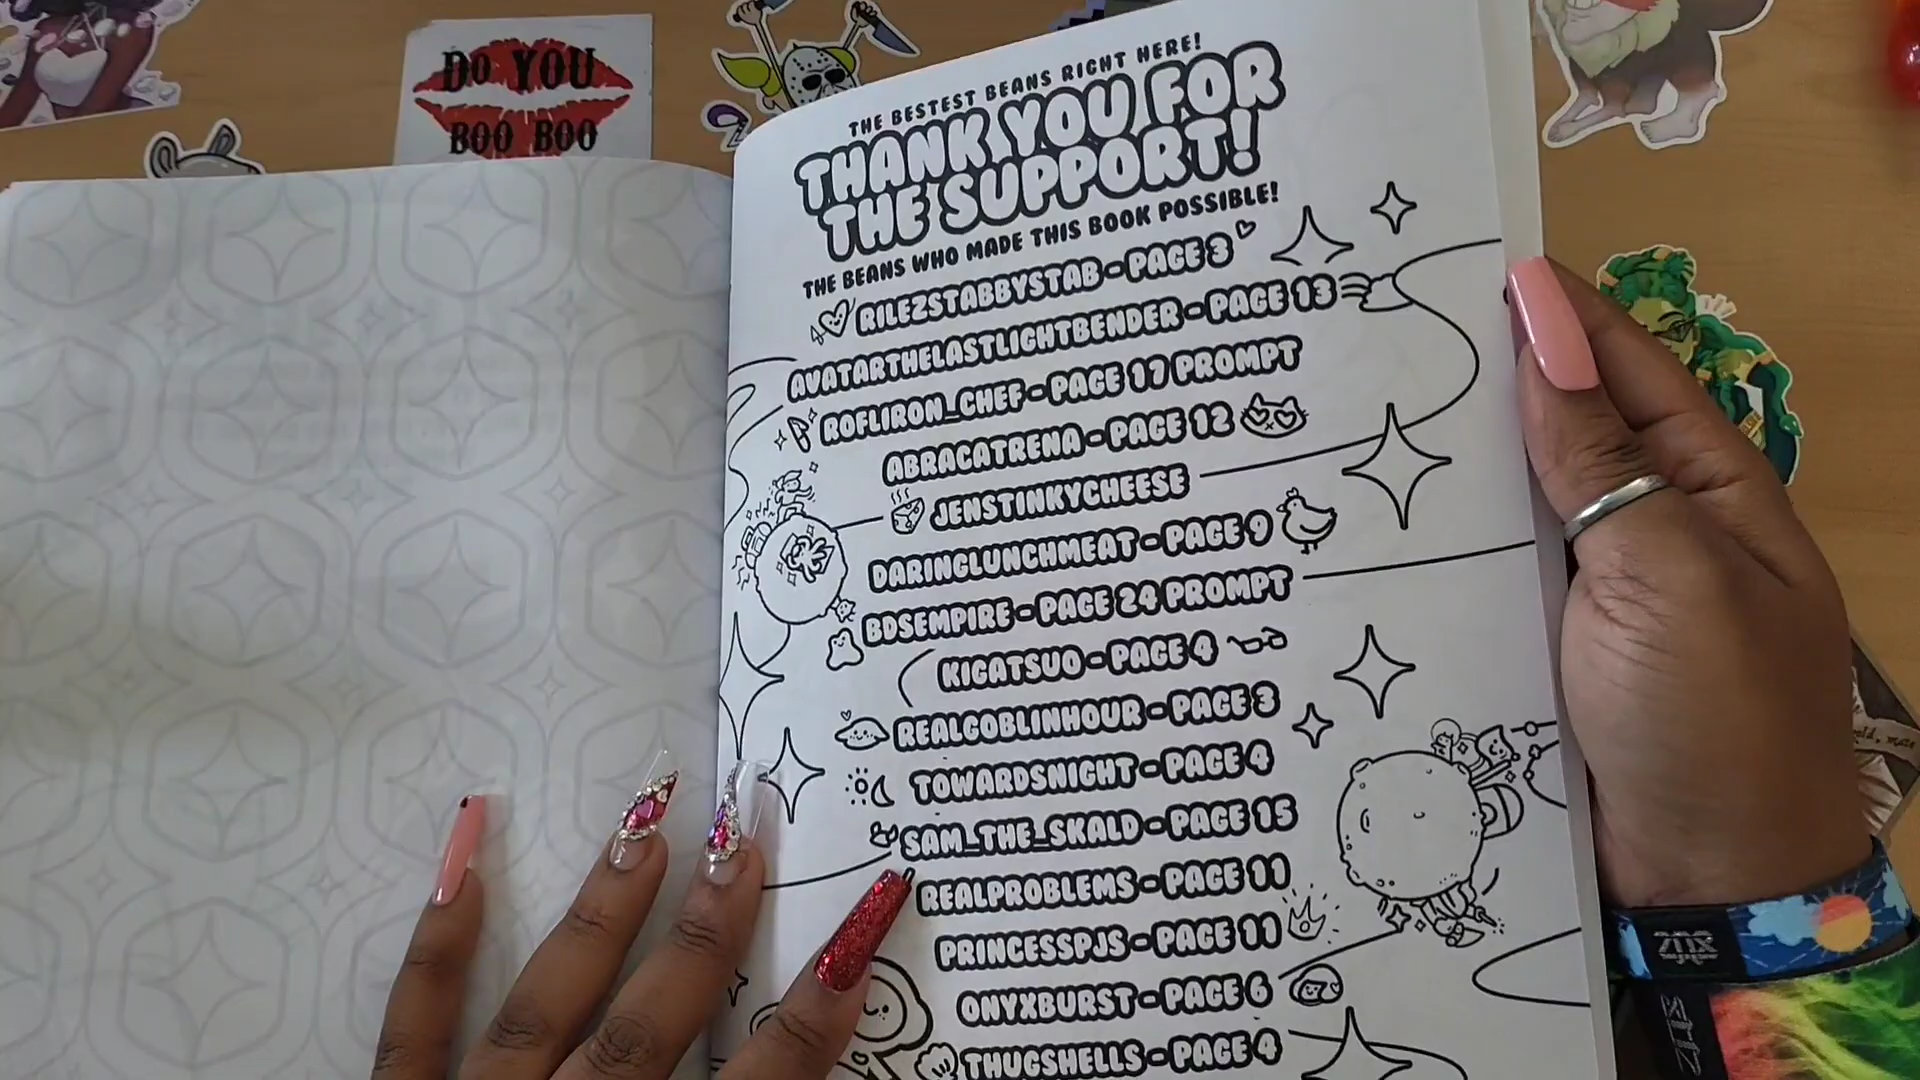 DO YOU
BOO BOO
THE BESTEST BEANS RIGHT HERE!
THANK YOU FOR
THE SUPPORT!
THE BEANS WHO MADE THIS BOOK POSSIBLE!
RILEZSTABBYSTAB - PAGE 3
AVATARTHELASTLIGHTBENDER - PAGE 13
ROFLIRON_CHEF - PAGE 17 PROMPT
ABRACATRENA - PAGE 12
JENSTINKYCHEESE
DARINGLUNCHMEAT - PAGE 9
BDSEMPIRE - PAGE 24 PROMPT
KIGATSUO - PAGE 4
REALGOBLINHOUR - PAGE 3
TOWARDSNIGHT - PAGE 4
SAM_THE_SKALD - PAGE 15
REALPROBLEMS - PAGE 11
PRINCESSPJS - PAGE 11
ONYXBURST - PAGE 6
THUGSHELLS - PAGE 4